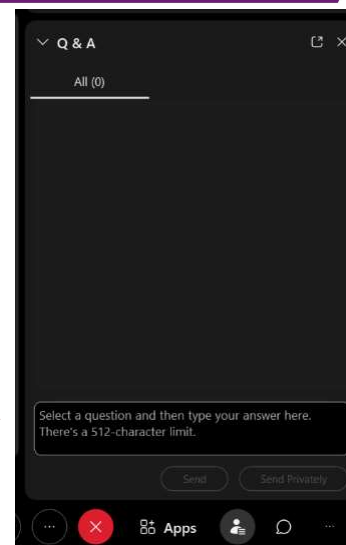 Q & A
All (0)
Select a question and then type your answer here.
There's a 512-character limit.
Send
Send Privately
Apps